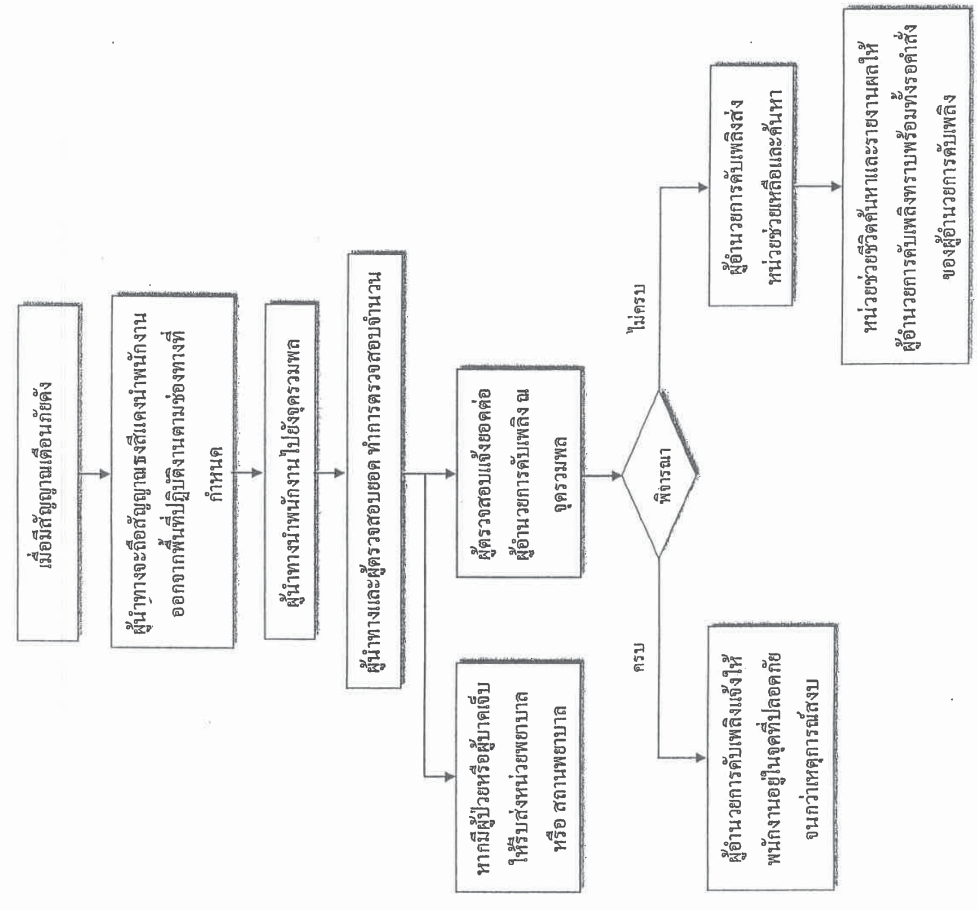 เมื่อมีสัญญาณเตือนภัยดัง
ผู้นำทางจะถือสัญญาณธงสีแดงนำพนักงาน
ออกจากพื้นที่ปฏิบัติงานตามช่องทางที่
กำหนด
ผู้นำทางนำพนักงานไปยังจุดรวมพล
ผู้นำทางและผู้ตรวจสอบยอด ทำการตรวจสอบจำนวน
หากมีผู้ป่วยหรือผู้บาดเจ็บ
ให้รีบส่งหน่วยพยาบาล
หรือ สถานพยาบาล
ผู้ตรวจสอบแจ้งยอดต่อ
ผู้อำนวยการดับเพลิง ณ
จุดรวมพล
พิจารณา
ครบ
ไม่ครบ
ผู้อำนวยการดับเพลิงแจ้งให้
พนักงานอยู่ในจุดที่ปลอดภัย
จนกว่าเหตุการณ์สงบ
ผู้อำนวยการดับเพลิงส่ง
หน่วยช่วยเหลือและค้นหา
หน่วยช่วยชีวิตค้นหาและรายงานผลให้
ผู้อำนวยการดับเพลิงทราบพร้อมทั้งรอคำสั่ง
ของผู้อำนวยการดับเพลิง